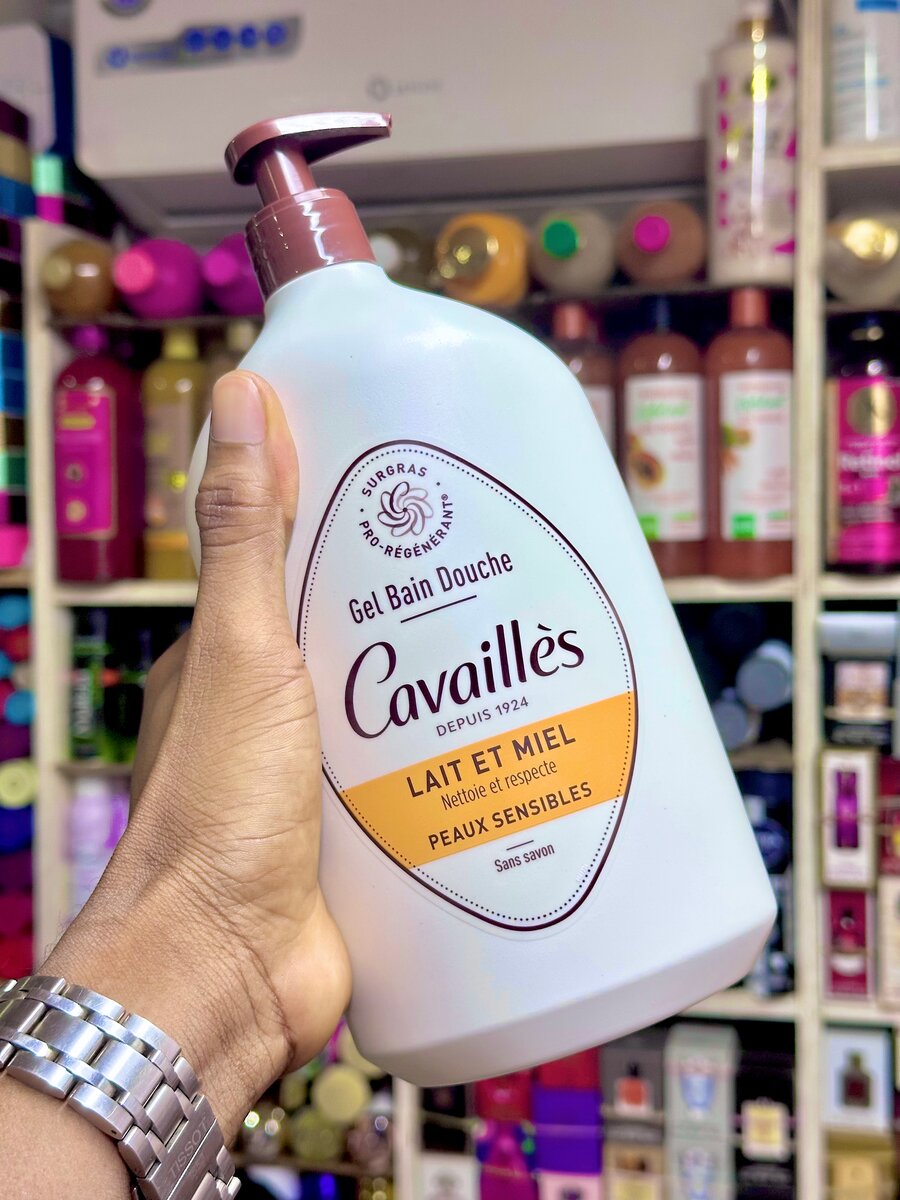 SURGRAS
PRO-RÉGÉNÉRANT®
Gel Bain Douche
Cavaillès
DEPUIS 1924
LAIT ET MIEL
Nettoie et respecte
PEAUX SENSIBLES
Sans savon
TISSOT